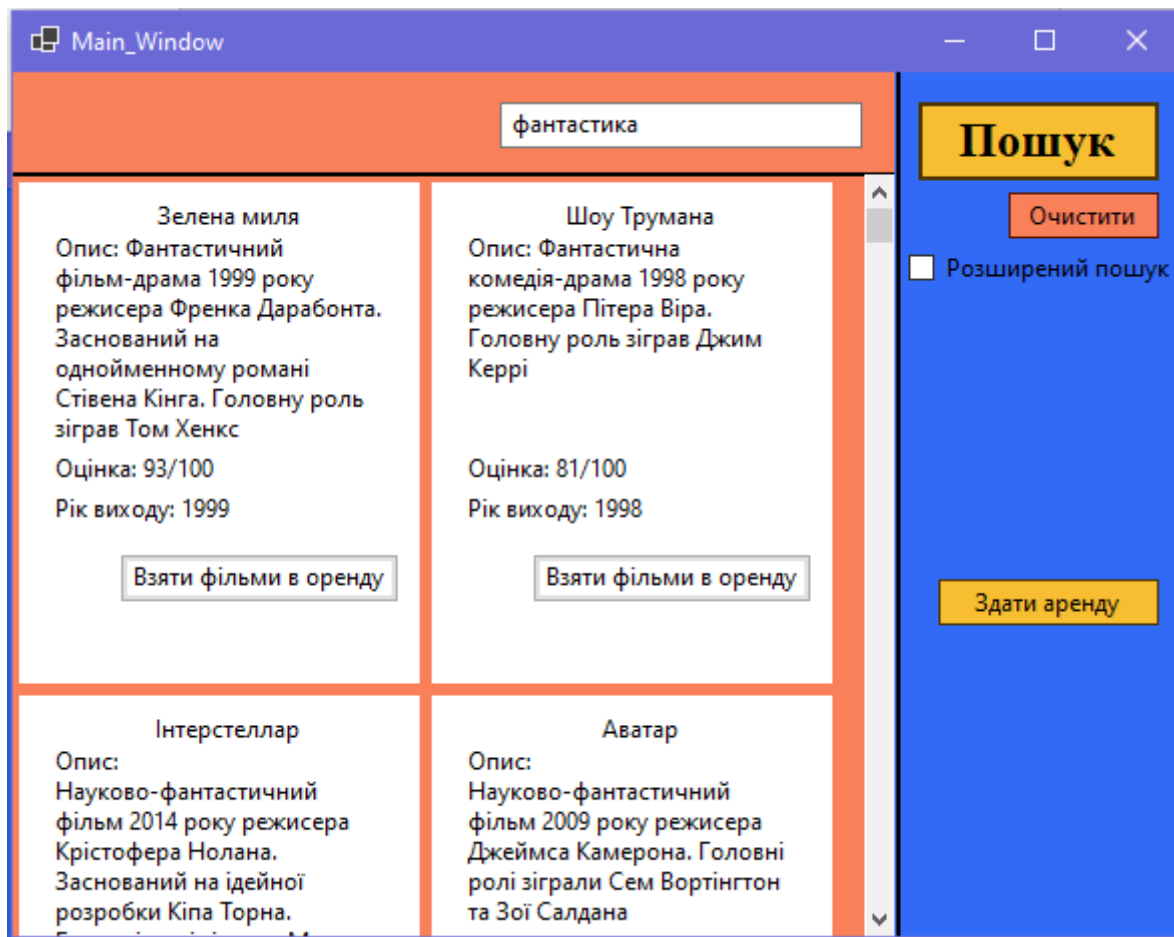 Main_Window
фантастика
Пошук
Очистити
Розширений пошук
Здати аренду
Зелена миля
Опис: Фантастичний
фільм-драма 1999 року
режисера Френка Дарабонта.
Заснований на
однойменному романі
Стівена Кінга. Головну роль
зіграв Том Хенкс
Оцінка: 93/100
Рік виходу: 1999
Взяти фільми в оренду
Шоу Трумана
Опис: Фантастична
комедія-драма 1998 року
режисера Пітера Віра.
Головну роль зіграв Джим
Керрі
Оцінка: 81/100
Рік виходу: 1998
Взяти фільми в оренду
Інтерстеллар
Опис:
Науково-фантастичний
фільм 2014 року режисера
Крістофера Нолана.
Заснований на ідейної
розробки Кіпа Торна.
Аватар
Опис:
Науково-фантастичний
фільм 2009 року режисера
Джеймса Камерона. Головні
ролі зіграли Сем Вортінгтон
та Зої Салдана